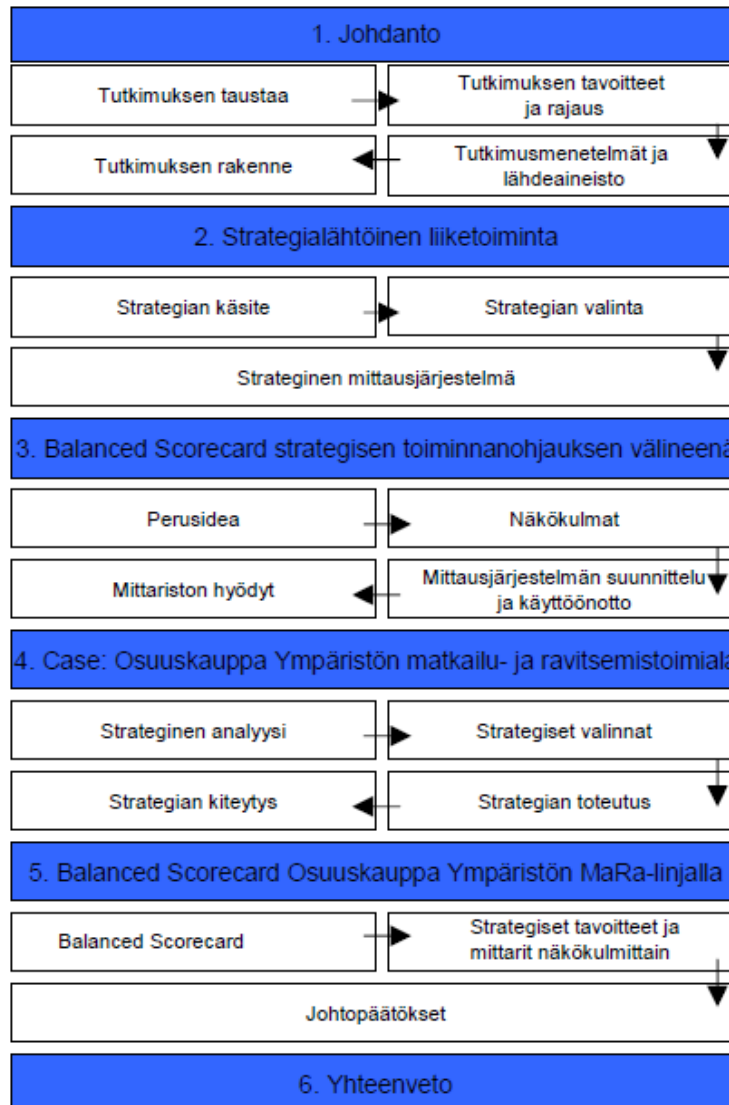 1. Johdanto
Tutkimuksen taustaa
Tutkimuksen tavoitteet
ja rajaus
Tutkimuksen rakenne
Tutkimusmenetelmät ja
lähdeaineisto
2. Strategialähtöinen liiketoiminta
Strategian käsite
Strategian valinta
Strateginen mittausjärjestelmä
3. Balanced Scorecard strategisen toiminnanohjauksen välineenä
Perusidea
Näkökulmat
Mittariston hyödyt
Mittausjärjestelmän suunnittelu
ja käyttöönotto
4. Case: Osuuskauppa Ympäristön matkailu- ja ravitsemistoimiala
Strateginen analyysi
Strategiset valinnat
Strategian kiteytys
Strategian toteutus
5. Balanced Scorecard Osuuskauppa Ympäristön MaRa-linjalla
Balanced Scorecard
Strategiset tavoitteet ja
mittarit näkökulmittain
Johtopäätökset
6. Yhteenveto